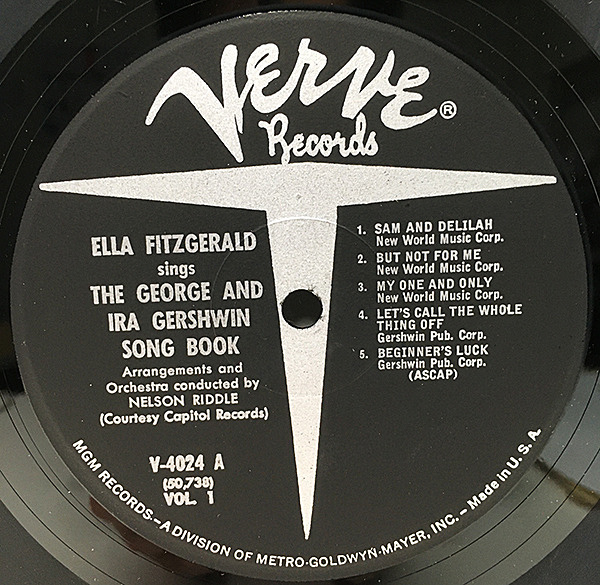 Verve ®
Records
ELLA FITZGERALD
sings
THE GEORGE AND
IRA GERSHWIN
SONG BOOK
Arrangements and
Orchestra conducted by
NELSON RIDDLE
(Courtesy Capitol Records)
V-4024 A
(50,738)
VOL. 1
1. SAM AND DELILAH
New World Music Corp.
2. BUT NOT FOR ME
New World Music Corp.
3. MY ONE AND ONLY
New World Music Corp.
4. LET'S CALL THE WHOLE
THING OFF
Gershwin Pub. Corp.
5. BEGINNER'S LUCK
Gershwin Pub. Corp.
(ASCAP)
MGM RECORDS—A DIVISION OF METRO-GOLDWYN-MAYER, INC. – Made in U. S. A.